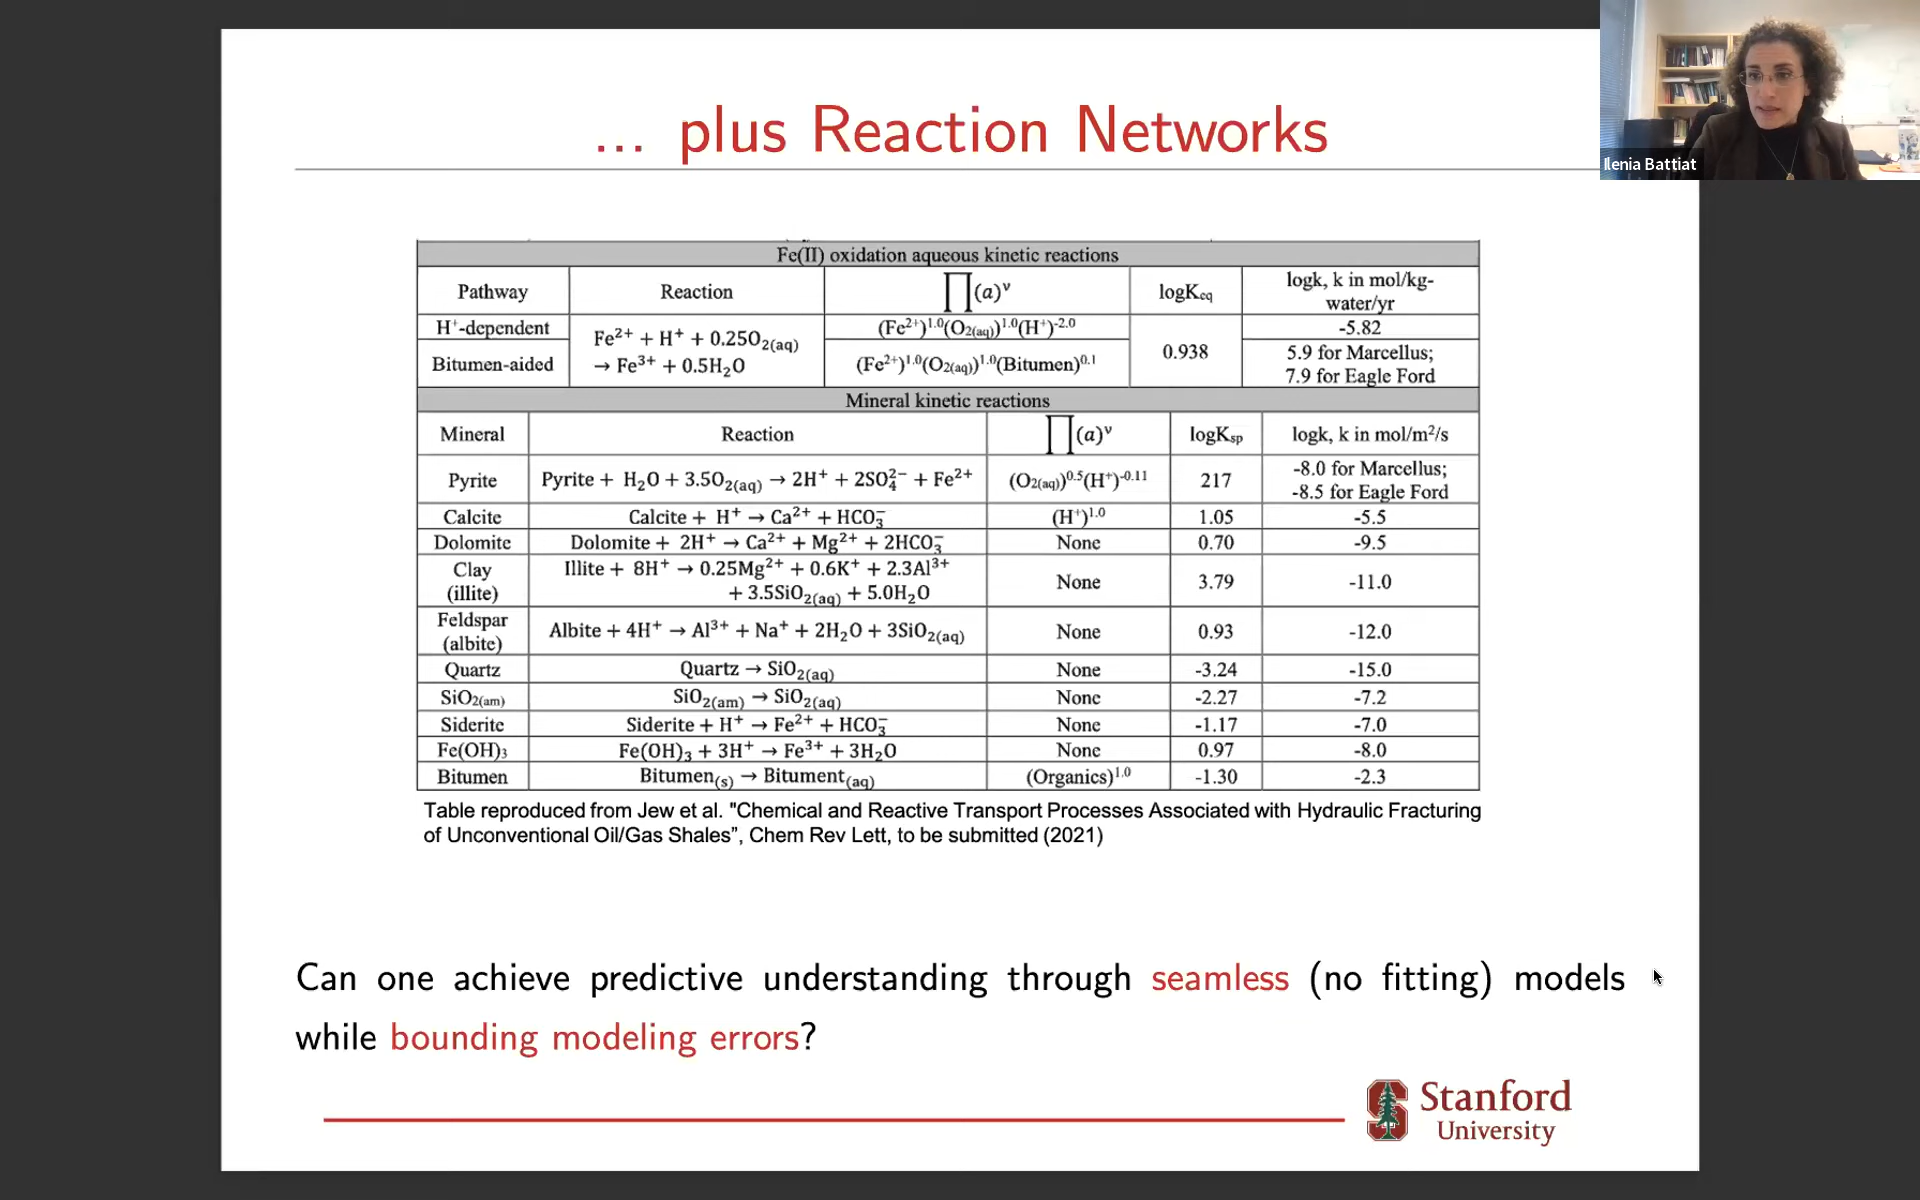 ... plus Reaction Networks
Ilenia Battiat
Fe(II) oxidation aqueous kinetic reactions
Pathway Reaction ∏(a)ᵛ logKeq logk, k in mol/kg-water/yr
H⁺-dependent Fe²⁺ + H⁺ + 0.25O₂(aq) → Fe³⁺ + 0.5H₂O (Fe²⁺)¹·⁰(O₂(aq))¹·⁰(H⁺)⁻²·⁰ 0.938 -5.82
Bitumen-aided (Fe²⁺)¹·⁰(O₂(aq))¹·⁰(Bitumen)⁰·¹ 5.9 for Marcellus; 7.9 for Eagle Ford
Mineral kinetic reactions
Mineral Reaction ∏(a)ᵛ logKsp logk, k in mol/m²/s
Pyrite Pyrite + H₂O + 3.5O₂(aq) → 2H⁺ + 2SO₄²⁻ + Fe²⁺ (O₂(aq))⁰·⁵(H⁺)⁻⁰·¹¹ 217 -8.0 for Marcellus; -8.5 for Eagle Ford
Calcite Calcite + H⁺ → Ca²⁺ + HCO₃⁻ (H⁺)¹·⁰ 1.05 -5.5
Dolomite Dolomite + 2H⁺ → Ca²⁺ + Mg²⁺ + 2HCO₃⁻ None 0.70 -9.5
Clay (illite) Illite + 8H⁺ → 0.25Mg²⁺ + 0.6K⁺ + 2.3Al³⁺ + 3.5SiO₂(aq) + 5.0H₂O None 3.79 -11.0
Feldspar (albite) Albite + 4H⁺ → Al³⁺ + Na⁺ + 2H₂O + 3SiO₂(aq) None 0.93 -12.0
Quartz Quartz → SiO₂(aq) None -3.24 -15.0
SiO₂(am) SiO₂(am) → SiO₂(aq) None -2.27 -7.2
Siderite Siderite + H⁺ → Fe²⁺ + HCO₃⁻ None -1.17 -7.0
Fe(OH)₃ Fe(OH)₃ + 3H⁺ → Fe³⁺ + 3H₂O None 0.97 -8.0
Bitumen Bitumen(s) → Bitument(aq) (Organics)¹·⁰ -1.30 -2.3
Table reproduced from Jew et al. "Chemical and Reactive Transport Processes Associated with Hydraulic Fracturing
of Unconventional Oil/Gas Shales”, Chem Rev Lett, to be submitted (2021)
Can one achieve predictive understanding through seamless (no fitting) models
while bounding modeling errors?
Stanford
University